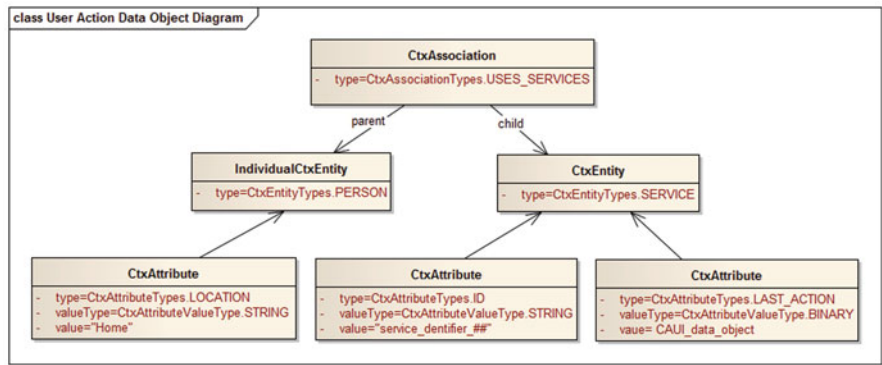 class User Action Data Object Diagram
CtxAssociation
- type=CtxAssociationTypes.USES_SERVICES
parent
child
IndividualCtxEntity
- type=CtxEntityTypes.PERSON
CtxEntity
- type=CtxEntityTypes.SERVICE
CtxAttribute
- type=CtxAttributeTypes.LOCATION
- valueType=CtxAttributeValueType.STRING
- value="Home"
CtxAttribute
- type=CtxAttributeTypes.ID
- valueType=CtxAttributeValueType.STRING
- value="service_dentifier_##"
CtxAttribute
- type=CtxAttributeTypes.LAST_ACTION
- valueType=CtxAttributeValueType.BINARY
- vaue= CAUI_data_object